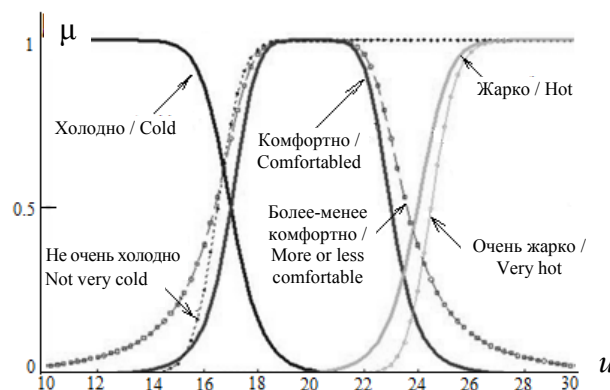 1
μ
Холодно / Cold
Жарко / Hot
Комфортно /
Comfortabled
0.5
Более-менее
комфортно /
More or less
comfortable
Не очень холодно
Not very cold
Очень жарко /
Very hot
0
10 12 14 16 18 20 22 24 26 28 30
u